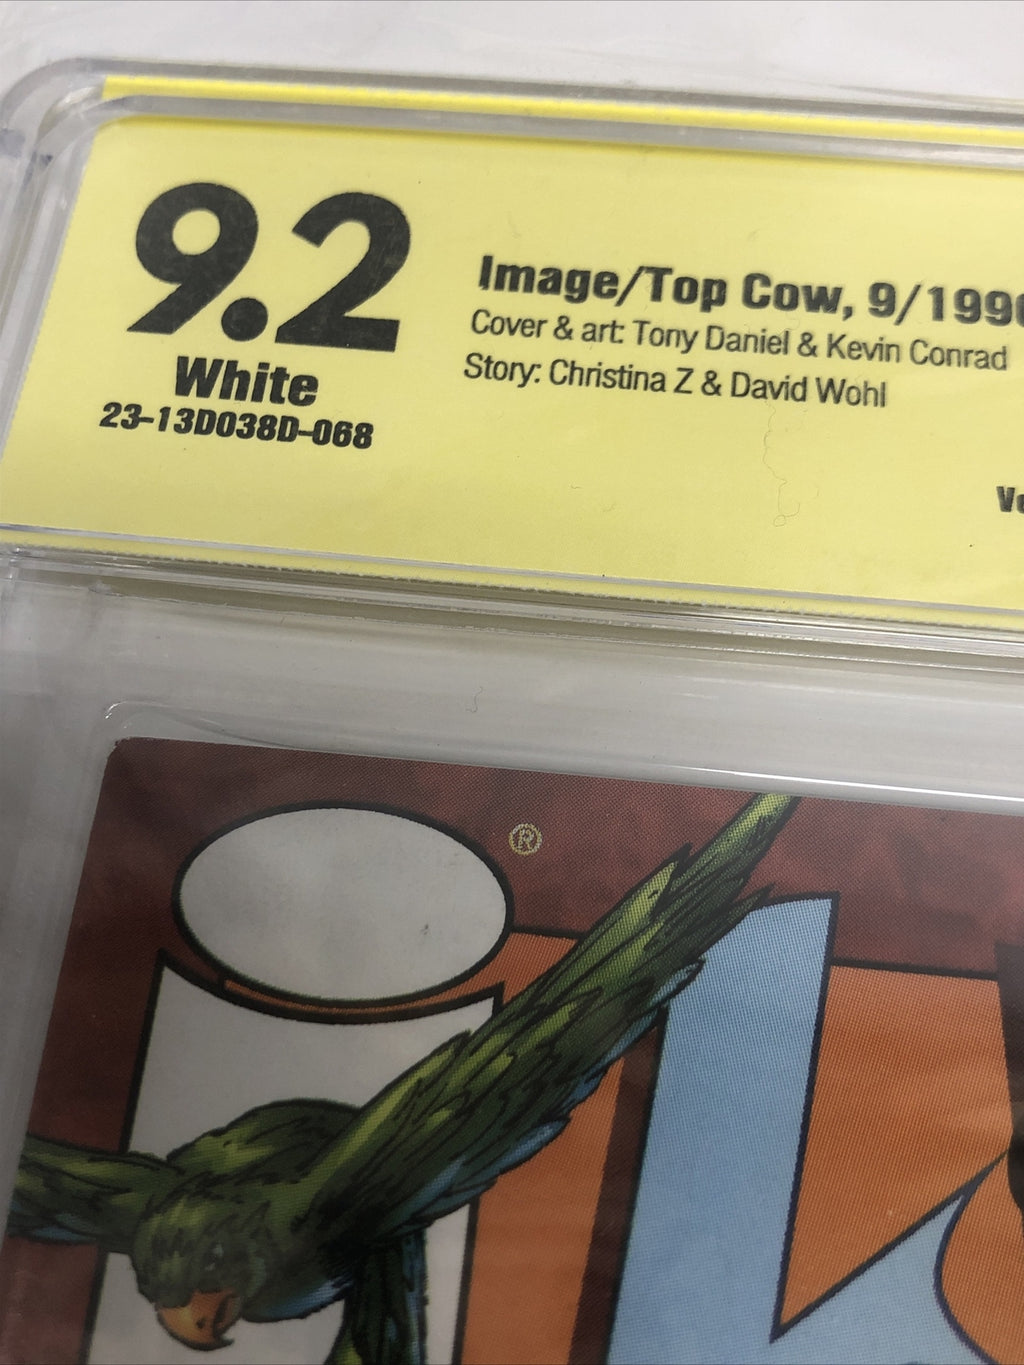 9.2
White
23-13D038D-068
Image/Top Cow, 9/199
Cover & art: Tony Daniel & Kevin Conrad
Story: Christina Z & David Wohl
®